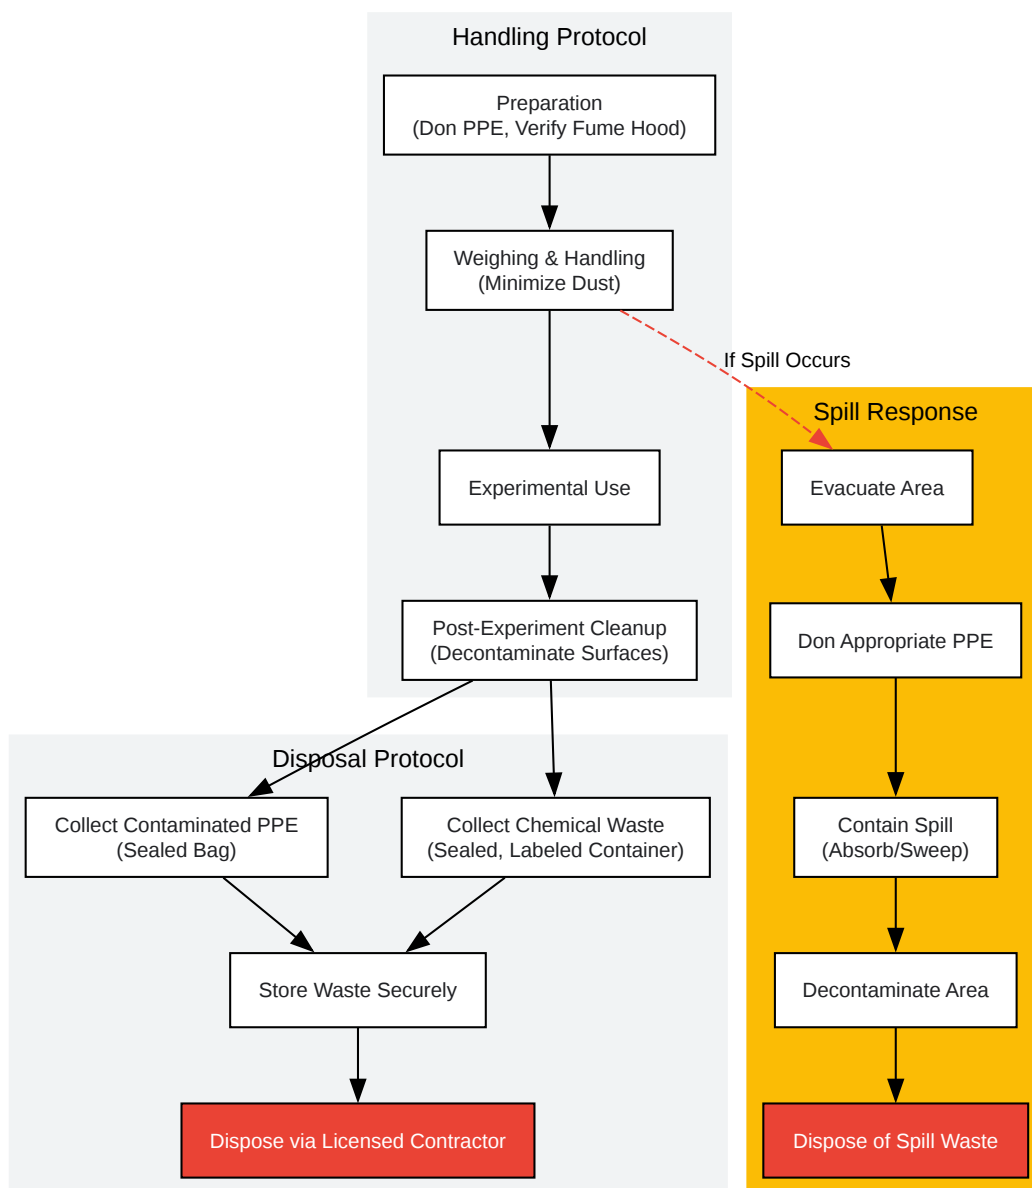 Handling Protocol
Preparation
(Don PPE, Verify Fume Hood)
Weighing & Handling
(Minimize Dust)
If Spill Occurs
Experimental Use
Post-Experiment Cleanup
(Decontaminate Surfaces)
Disposal Protocol
Collect Contaminated PPE
(Sealed Bag)
Collect Chemical Waste
(Sealed, Labeled Container)
Store Waste Securely
Dispose via Licensed Contractor
Spill Response
Evacuate Area
Don Appropriate PPE
Contain Spill
(Absorb/Sweep)
Decontaminate Area
Dispose of Spill Waste